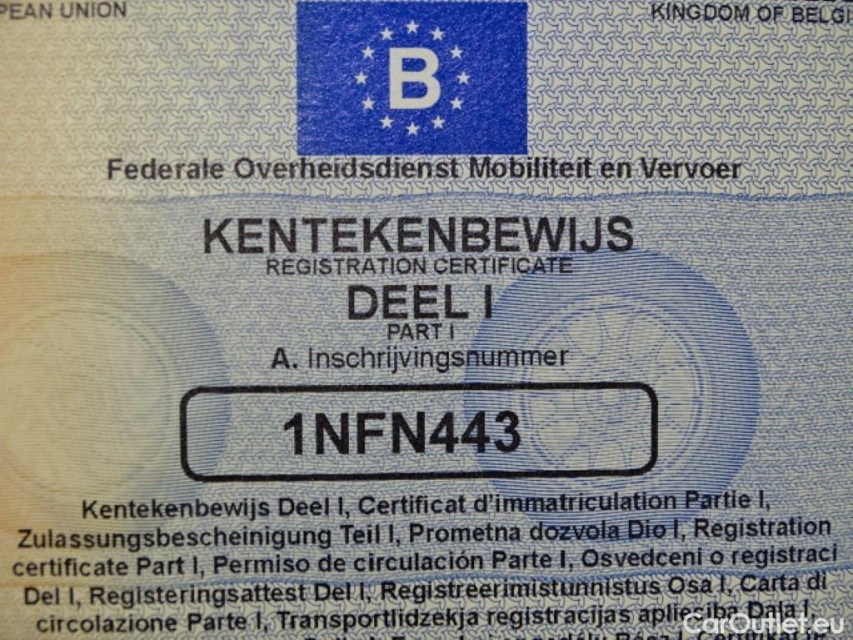 PEAN UNION
KINGDOM OF BELGI
B
Federale Overheidsdienst Mobiliteit en Vervoer
KENTEKENBEWIJS
REGISTRATION CERTIFICATE
DEEL I
PART I
A. Inschrijvingsnummer
1NFN443
Kentekenbewijs Deel I, Certificat d'immatriculation Partie I,
Zulassungsbescheinigung Teil I, Prometna dozvola Dio I, Registration
certificate Part I, Permiso de circulación Parte I, Osvedceni o registraci
Del I, Registeringsattest Del I, Registreerimistunnistus Osa I, Carta di
circolazione Parte I, Transportlidzekja registracijas aplieciba Dala I,
CarOutlet.eu